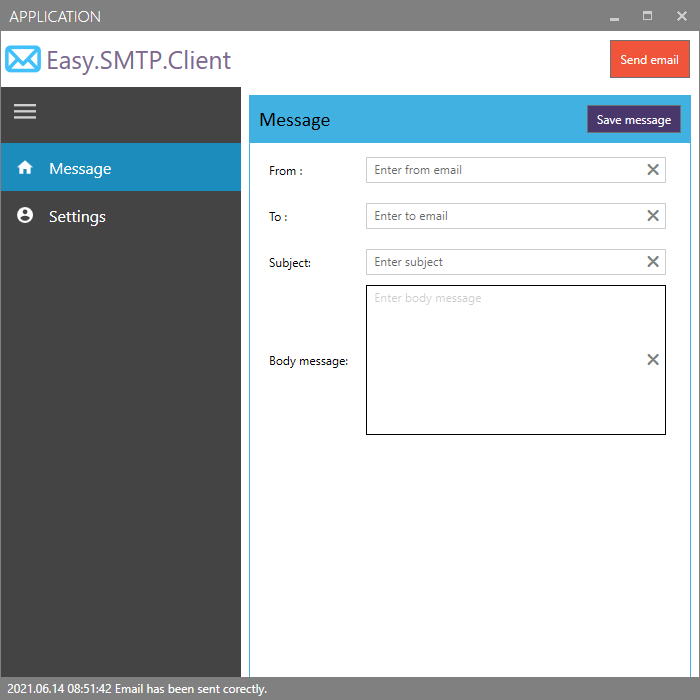 APPLICATION
Easy.SMTP.Client
Send email
Message
Save message
Message
Settings
From :
Enter from email
To :
Enter to email
Subject:
Enter subject
Enter body message
Body message:
2021.06.14 08:51:42 Email has been sent corectly.